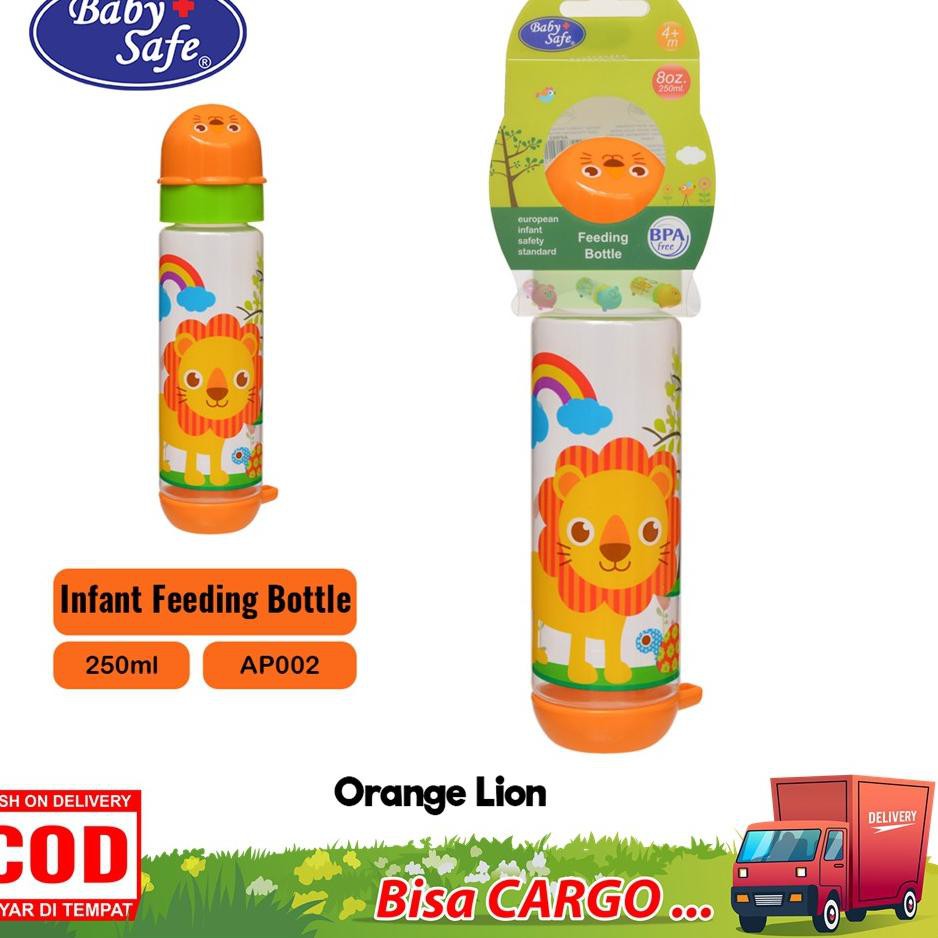 Baby Safe®
Baby Safe
4+
m
8oz.
250ml.
european
infant
safety
standard
Feeding
Bottle
BPA
free
Infant Feeding Bottle
250ml
AP002
Orange Lion
SH ON DELIVERY
COD
YAR DI TEMPAT
DELIVERY
Bisa CARGO ...